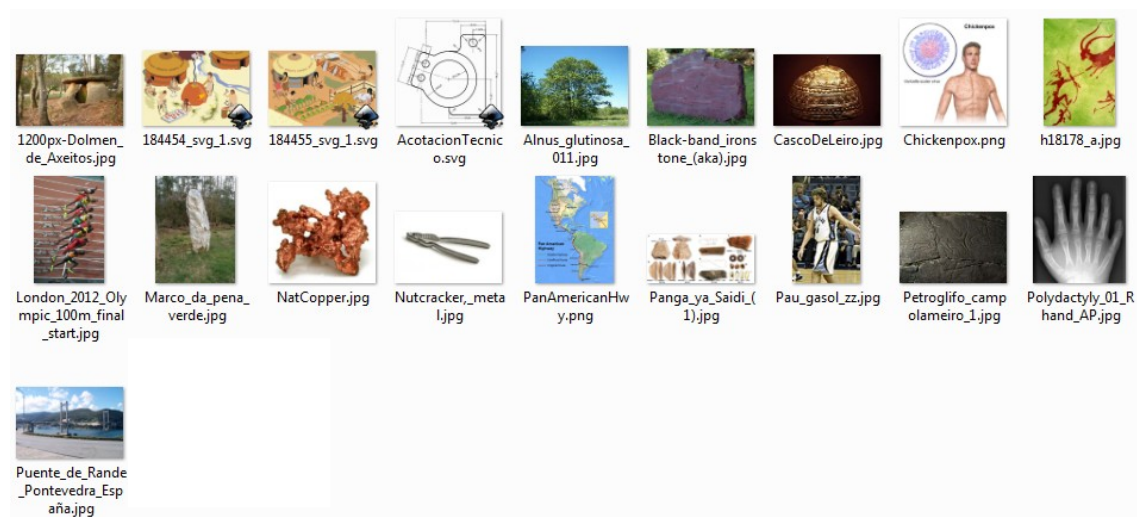 Chickenpox
1200px-Dolmen_
de_Axeitos.jpg
184454_svg_1.svg
184455_svg_1.svg
AcotacionTecnic
o.svg
Alnus_glutinosa_
011.jpg
Black-band_irons
tone_(aka).jpg
CascoDeLeiro.jpg
Chickenpox.png
h18178_a.jpg
London_2012_Oly
mpic_100m_final
_start.jpg
Marco_da_pena_
verde.jpg
NatCopper.jpg
Nutcracker,_meta
l.jpg
PanAmericanHw
y.png
Panga_ya_Saidi_(
1).jpg
Pau_gasol_zz.jpg
Petroglifo_camp
olameiro_1.jpg
Polydactyly_01_R
hand_AP.jpg
Puente_de_Rande
_Pontevedra_Esp
aña.jpg